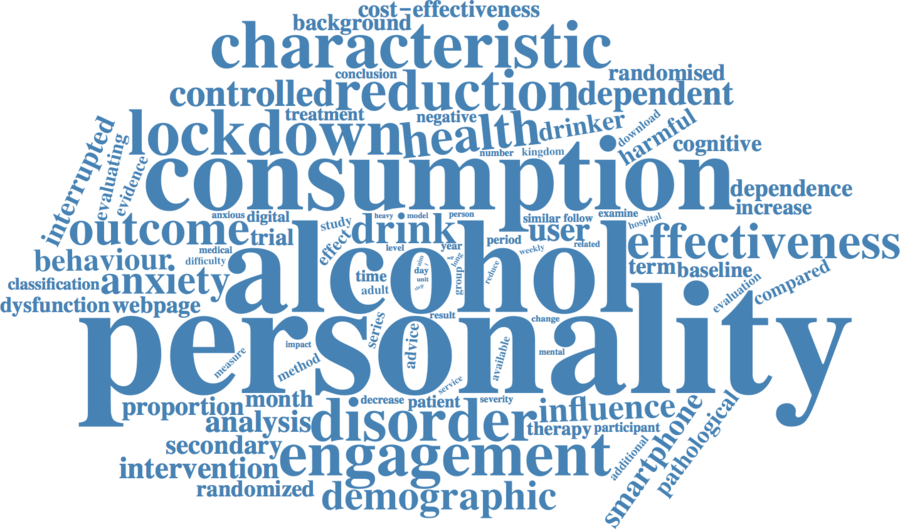 cost-effectiveness
background
characteristic
conclusion
randomised
controlled
reduction
dependent
treatment
negative
download
lockdown
health
drinker
harmful
number
kingdom
cognitive
interrupted
evaluating
evidence
consumption
dependence
increase
anxious
digital
study
heavy
model
person
similar
follow
examine
hospital
outcome
trial
effect
drink
level
year
period
user
weekly
related
effectiveness
medical
difficulty
behaviour
classification
anxiety
alcohol
time
adult
aim
day
unit
long
group
reduce
term
baseline
evaluation
compared
dysfunction
webpage
personality
series
result
change
impact
measure
method
advice
available
mental
service
proportion
month
decrease
patient
severity
analysis
disorder
influence
therapy
participant
smartphone
pathological
additional
secondary
intervention
engagement
randomized
demographic